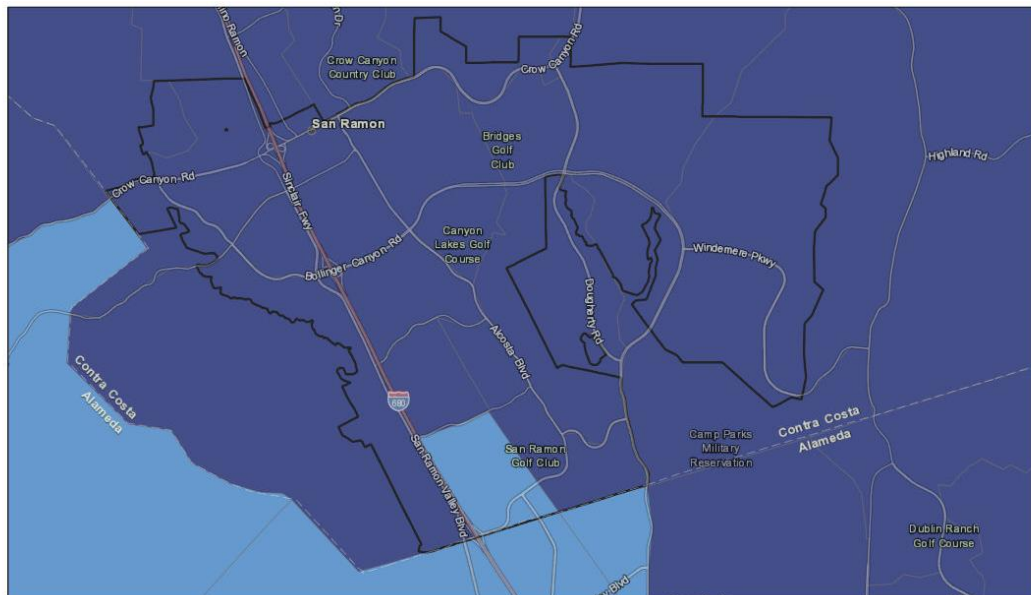 Crow Canyon
Country Club
Crow Canyon Rd
San Ramon
Bridges
Golf
Club
Highland Rd
Crow Canyon Rd
Sinclair Fwy
Canyon
Lakes Golf
Course
Bollinger Canyon Rd
Windemere Pkwy
Dougherty Rd
Alcosta Blvd
Contra Costa
Alameda
680
Contra Costa
Alameda
Camp Parks
Military
Reservation
San Ramon
Golf Club
San Ramon Valley Blvd
Dublin Ranch
Golf Course
Blvd